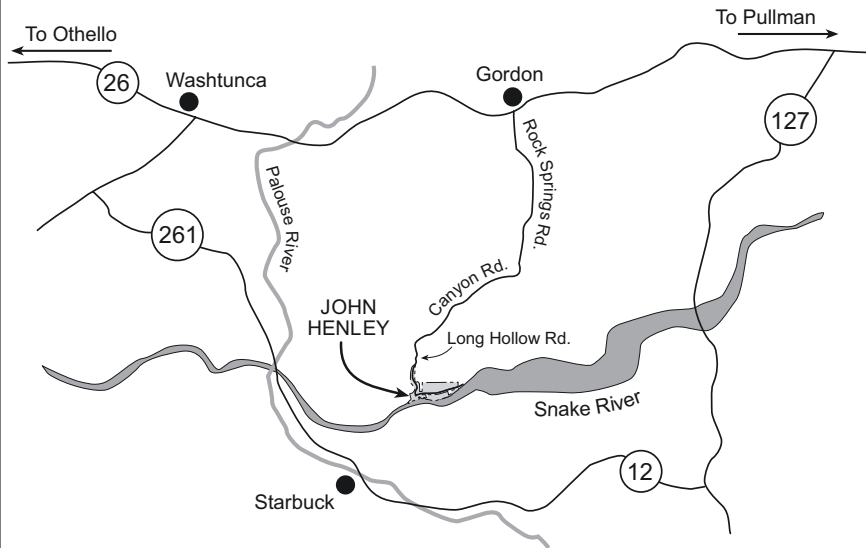 To Othello
To Pullman
26
Washtunca
Gordon
127
Rock Springs Rd.
Palouse River
261
Canyon Rd.
JOHN
HENLEY
Long Hollow Rd.
Snake River
12
Starbuck